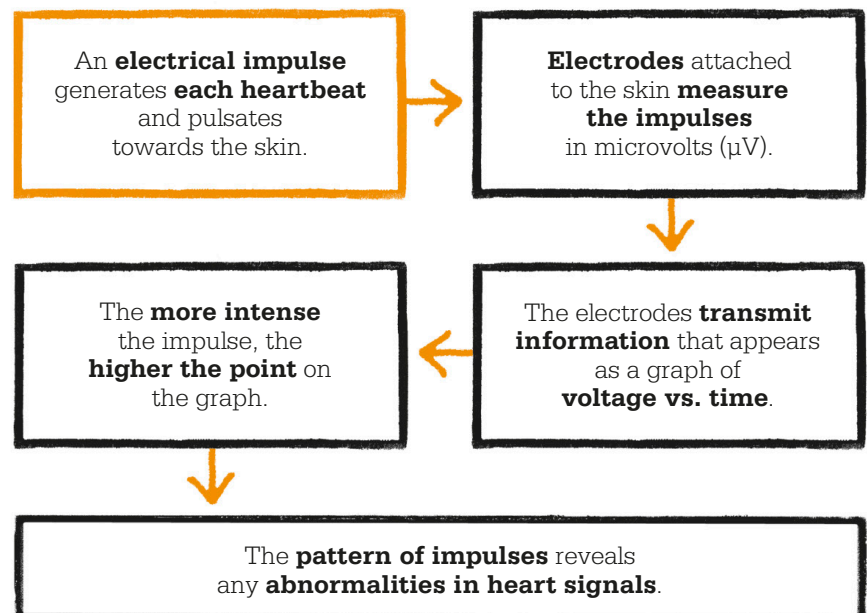 An electrical impulse
generates each heartbeat
and pulsates
towards the skin.
Electrodes attached
to the skin measure
the impulses
in microvolts (μV).
The electrodes transmit
information that appears
as a graph of
voltage vs. time.
The more intense
the impulse, the
higher the point on
the graph.
The pattern of impulses reveals
any abnormalities in heart signals.